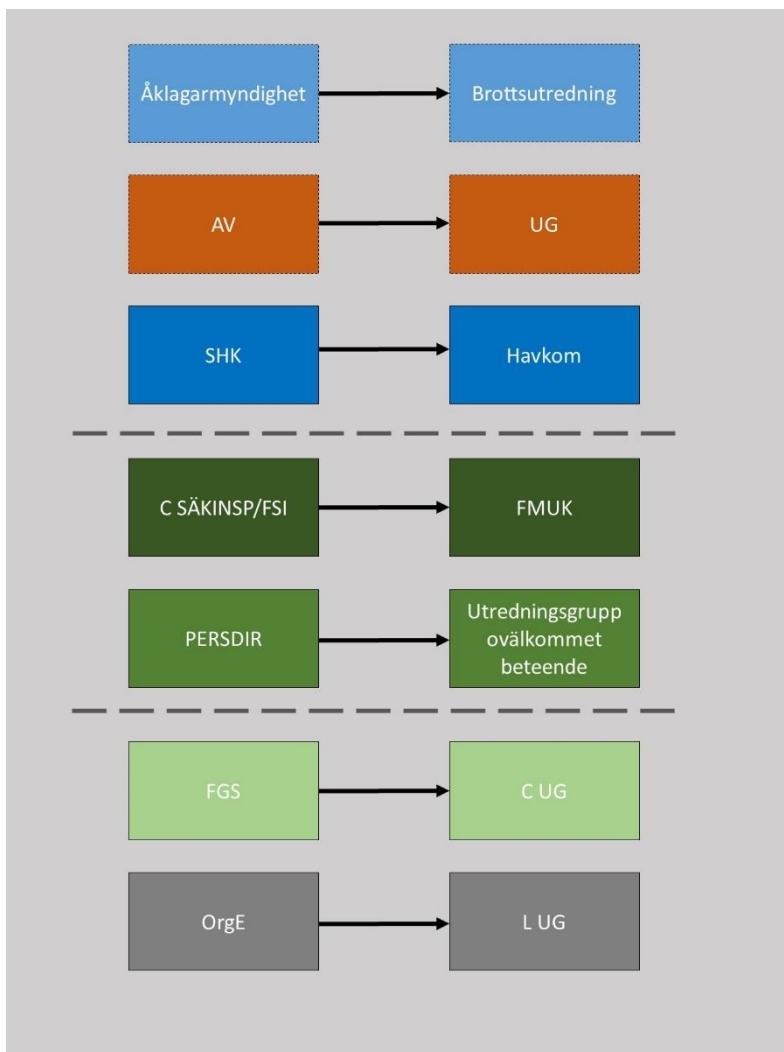 Åklagarmyndighet
Brottsutredning
AV
UG
SHK
Havkom
C SÄKINSP/FSI
FMUK
PERSDIR
Utredningsgrupp
ovälkommet
beteende
FGS
C UG
OrgE
L UG